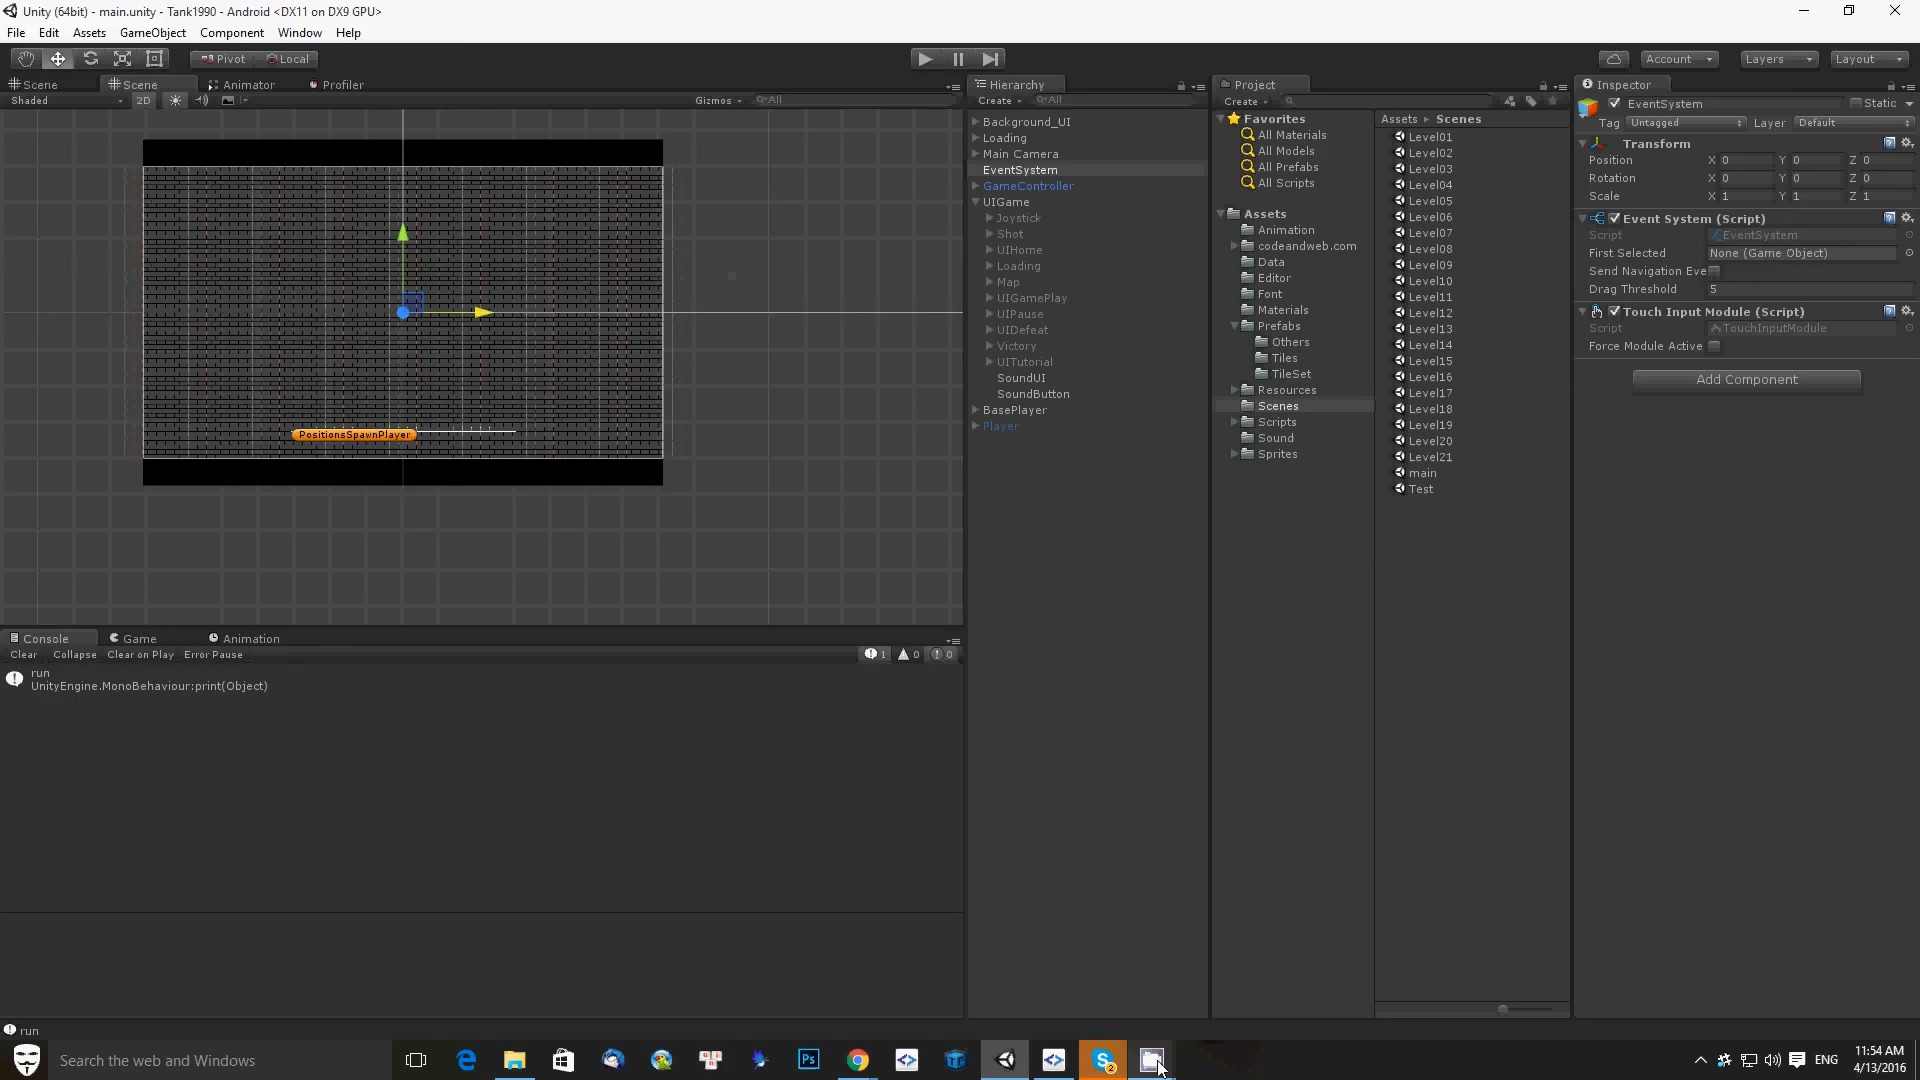 Unity (64bit) - main.unity - Tank1990 - Android <DX11 on DX9 GPU>
File Edit Assets GameObject Component Window Help
Pivot Local
Account Layers Layout
Scene Scene Animator Profiler
Shaded 2D Gizmos All
PositionsSpawnPlayer
Hierarchy
Create All
Background_UI
Loading
Main Camera
EventSystem
GameController
UIGame
Joystick
Shot
UIHome
Loading
Map
UIGamePlay
UIPause
UIDefeat
Victory
UITutorial
SoundUI
SoundButton
BasePlayer
Player
Project
Create
Favorites
All Materials
All Models
All Prefabs
All Scripts
Assets
Animation
codeandweb.com
Data
Editor
Font
Materials
Prefabs
Others
Tiles
TileSet
Resources
Scenes
Scripts
Sound
Sprites
Assets Scenes
Level01
Level02
Level03
Level04
Level05
Level06
Level07
Level08
Level09
Level10
Level11
Level12
Level13
Level14
Level15
Level16
Level17
Level18
Level19
Level20
Level21
main
Test
Inspector
EventSystem Static
Tag Untagged Layer Default
Transform
Position X 0 Y 0 Z 0
Rotation X 0 Y 0 Z 0
Scale X 1 Y 1 Z 1
Event System (Script)
Script EventSystem
First Selected None (Game Object)
Send Navigation Eve
Drag Threshold 5
Touch Input Module (Script)
Script TouchInputModule
Force Module Active
Add Component
Console Game Animation
Clear Collapse Clear on Play Error Pause 1 0 0
run
UnityEngine.MonoBehaviour:print(Object)
run
Search the web and Windows
Ps
S
2
ENG
11:54 AM
4/13/2016